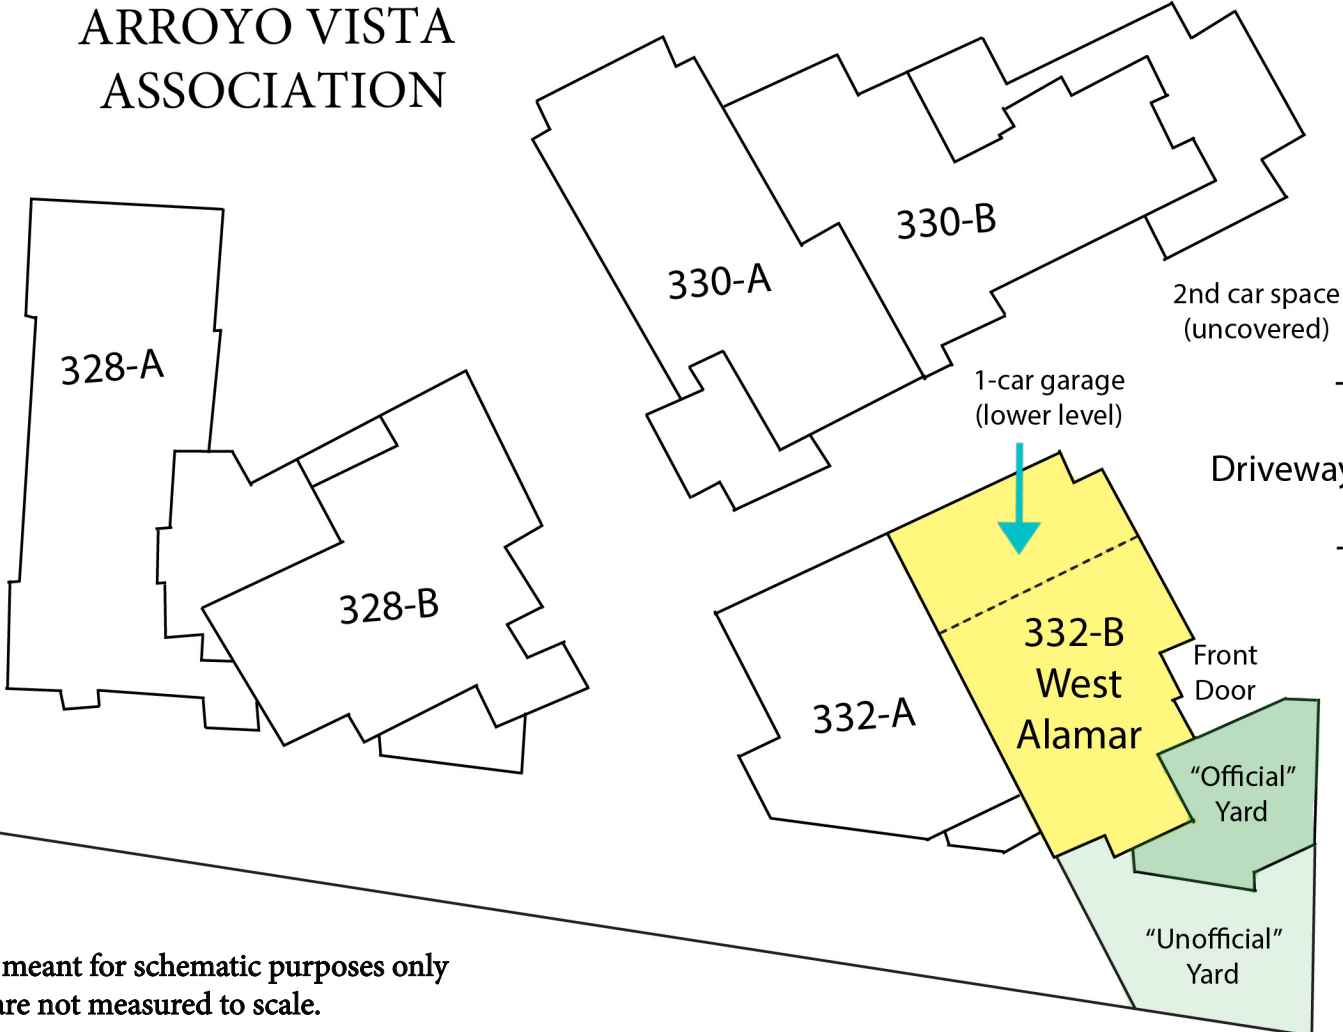 ARROYO VISTA
ASSOCIATION
330-B
330-A
2nd car space
(uncovered)
328-A
1-car garage
(lower level)
Driveway
328-B
332-B
West
Alamar
Front
Door
332-A
“Official”
Yard
“Unofficial”
Yard
meant for schematic purposes only
are not measured to scale.